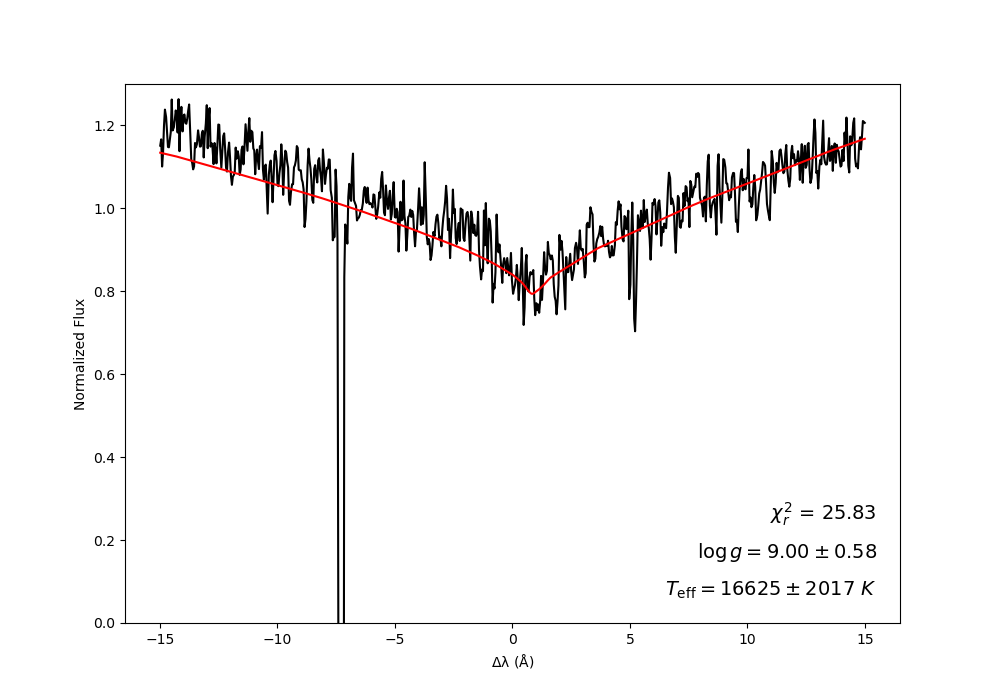 1.2
1.0
0.8
0.6
0.4
0.2
0.0
Normalized Flux
χ²ᵣ = 25.83
log g = 9.00 ± 0.58
T_eff = 16625 ± 2017 K
−15 −10 −5 0 5 10 15
Δλ (Å)